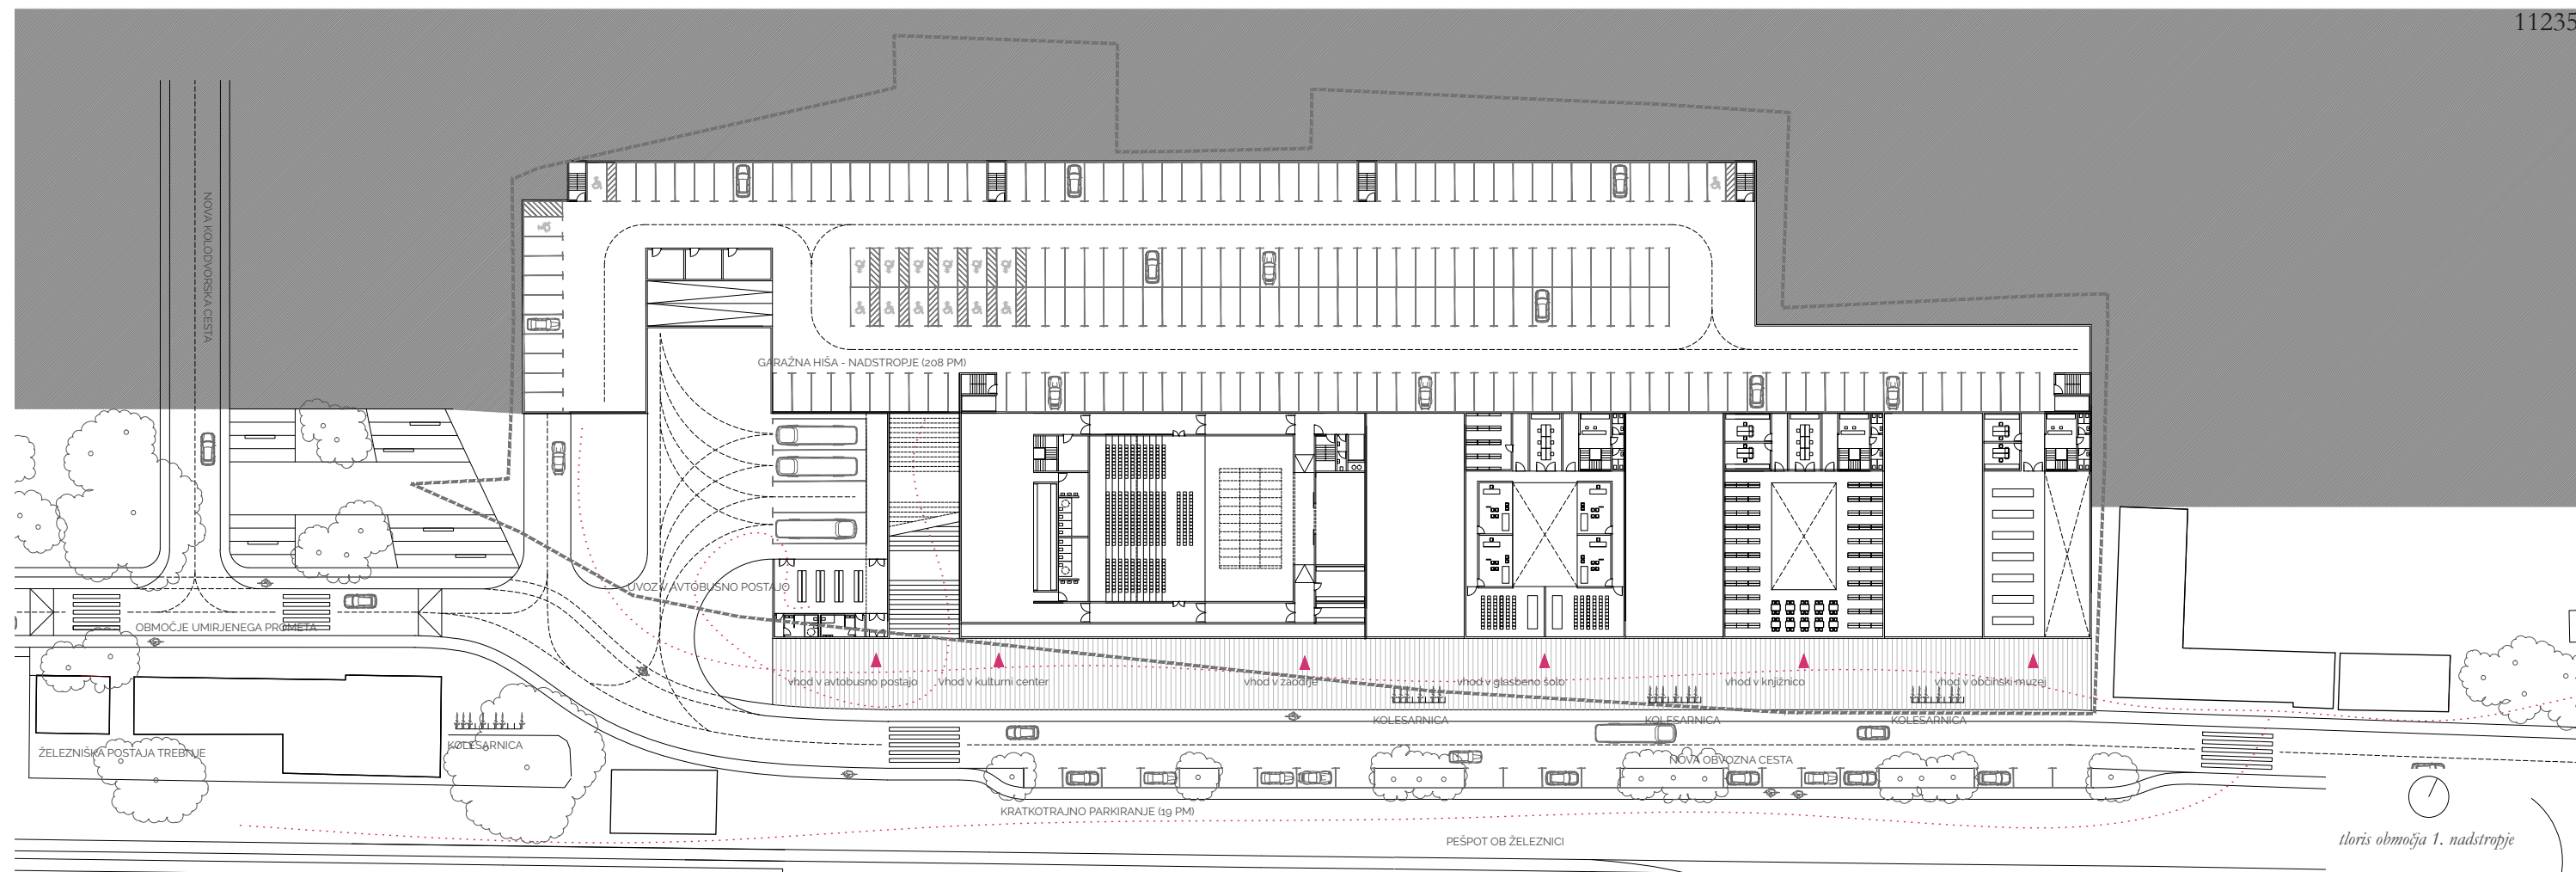 11235
NOVA KOLODVORSKA CESTA
GARAŽNA HIŠA - NADSTROPJE (208 PM)
UVOZ V AVTOBUSNO POSTAJO
OBMOČJE UMIRJENEGA PROMETA
vhod v avtobusno postajo
vhod v kulturni center
vhod v zaodrje
vhod v glasbeno šolo
vhod v knjižnico
vhod v občinski muzej
KOLESARNICA
KOLESARNICA
KOLESARNICA
ŽELEZNIŠKA POSTAJA TREBNJE
KOLESARNICA
NOVA OBVOZNA CESTA
KRATKOTRAJNO PARKIRANJE (19 PM)
PEŠPOT OB ŽELEZNICI
tloris območja 1. nadstropje